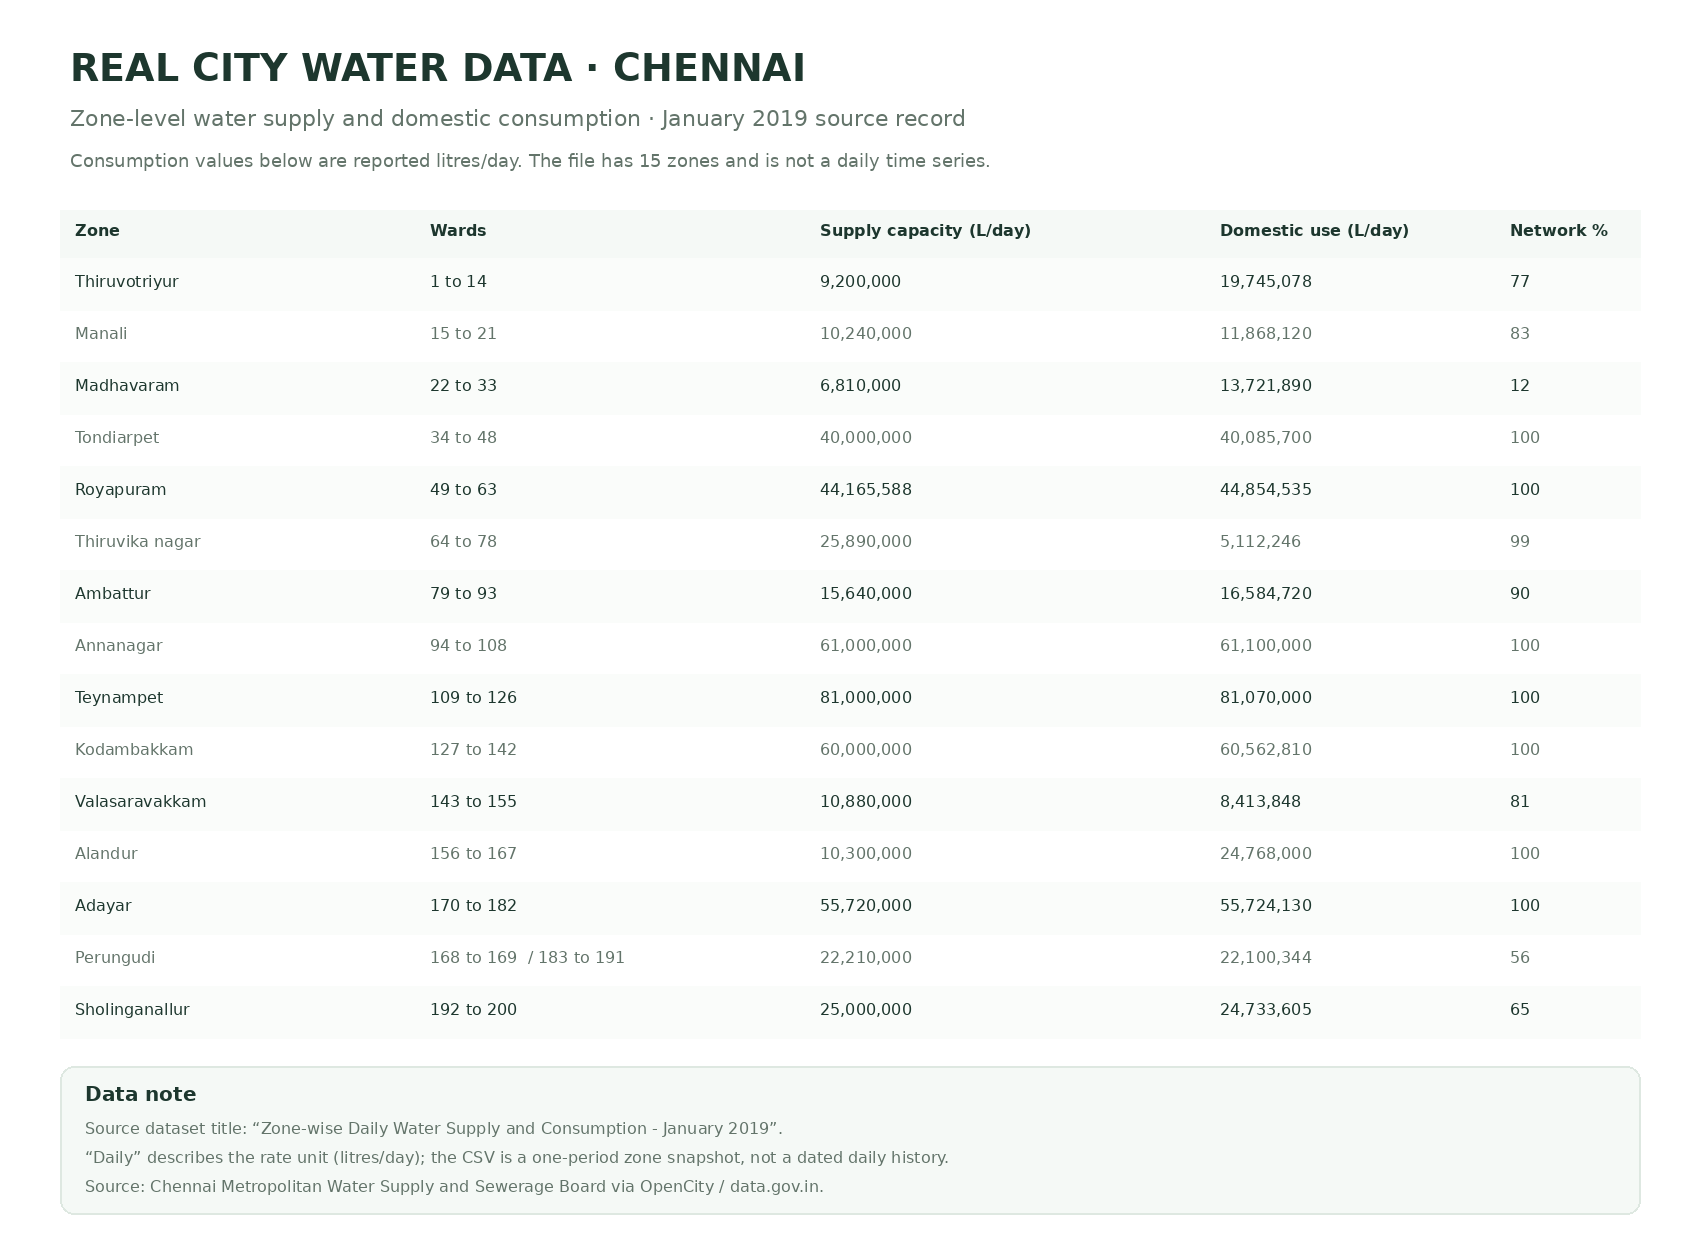 REAL CITY WATER DATA · CHENNAI
Zone-level water supply and domestic consumption · January 2019 source record
Consumption values below are reported litres/day. The file has 15 zones and is not a daily time series.
Zone Wards Supply capacity (L/day) Domestic use (L/day) Network %
Thiruvotriyur 1 to 14 9,200,000 19,745,078 77
Manali 15 to 21 10,240,000 11,868,120 83
Madhavaram 22 to 33 6,810,000 13,721,890 12
Tondiarpet 34 to 48 40,000,000 40,085,700 100
Royapuram 49 to 63 44,165,588 44,854,535 100
Thiruvika nagar 64 to 78 25,890,000 5,112,246 99
Ambattur 79 to 93 15,640,000 16,584,720 90
Annanagar 94 to 108 61,000,000 61,100,000 100
Teynampet 109 to 126 81,000,000 81,070,000 100
Kodambakkam 127 to 142 60,000,000 60,562,810 100
Valasaravakkam 143 to 155 10,880,000 8,413,848 81
Alandur 156 to 167 10,300,000 24,768,000 100
Adayar 170 to 182 55,720,000 55,724,130 100
Perungudi 168 to 169 / 183 to 191 22,210,000 22,100,344 56
Sholinganallur 192 to 200 25,000,000 24,733,605 65
Data note
Source dataset title: “Zone-wise Daily Water Supply and Consumption - January 2019”.
“Daily” describes the rate unit (litres/day); the CSV is a one-period zone snapshot, not a dated daily history.
Source: Chennai Metropolitan Water Supply and Sewerage Board via OpenCity / data.gov.in.